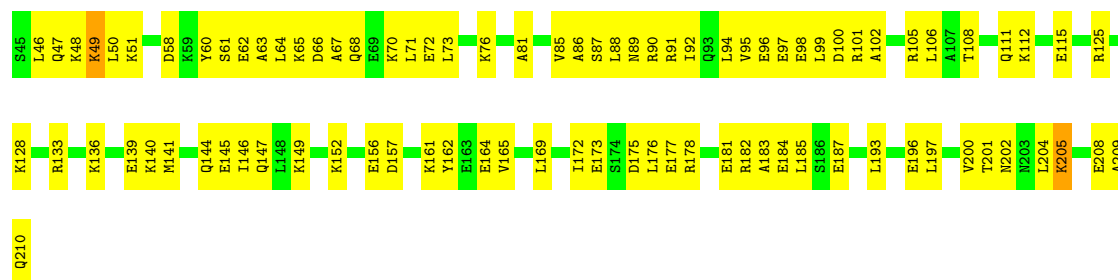 S45 L46 Q47 K48 K49 L50 K51 D58 K59 Y60 S61 E62 A63 L64 K65 D66 A67 Q68 E69 K70 L71 E72 L73 K76 A81 V85 A86 S87 L88 N89 R90 R91 I92 Q93 L94 V95 E96 E97 E98 L99 D100 R101 A102 R105 L106 A107 T108 Q111 K112 E115 R125
K128 R133 K136 E139 K140 M141 Q144 E145 I146 Q147 L148 K149 K152 E156 D157 K161 Y162 E163 E164 V165 L169 I172 E173 S174 D175 L176 E177 R178 E181 R182 A183 E184 L185 S186 E187 L193 E196 L197 V200 T201 N202 N203 L204 K205 E208 A209
Q210